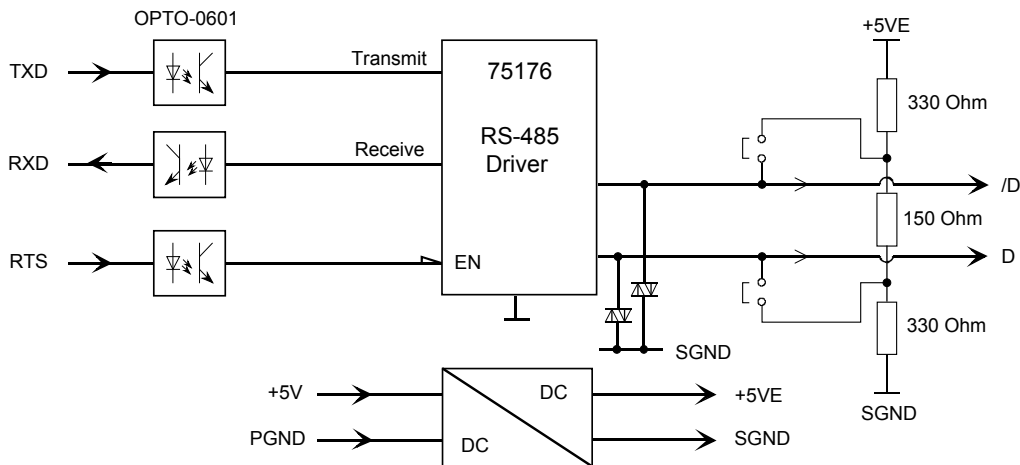 OPTO-0601
+5VE
TXD
Transmit
75176
330 Ohm
RXD
Receive
RS-485
Driver
/D
150 Ohm
RTS
EN
D
330 Ohm
SGND
+5V
DC
+5VE
SGND
PGND
DC
SGND